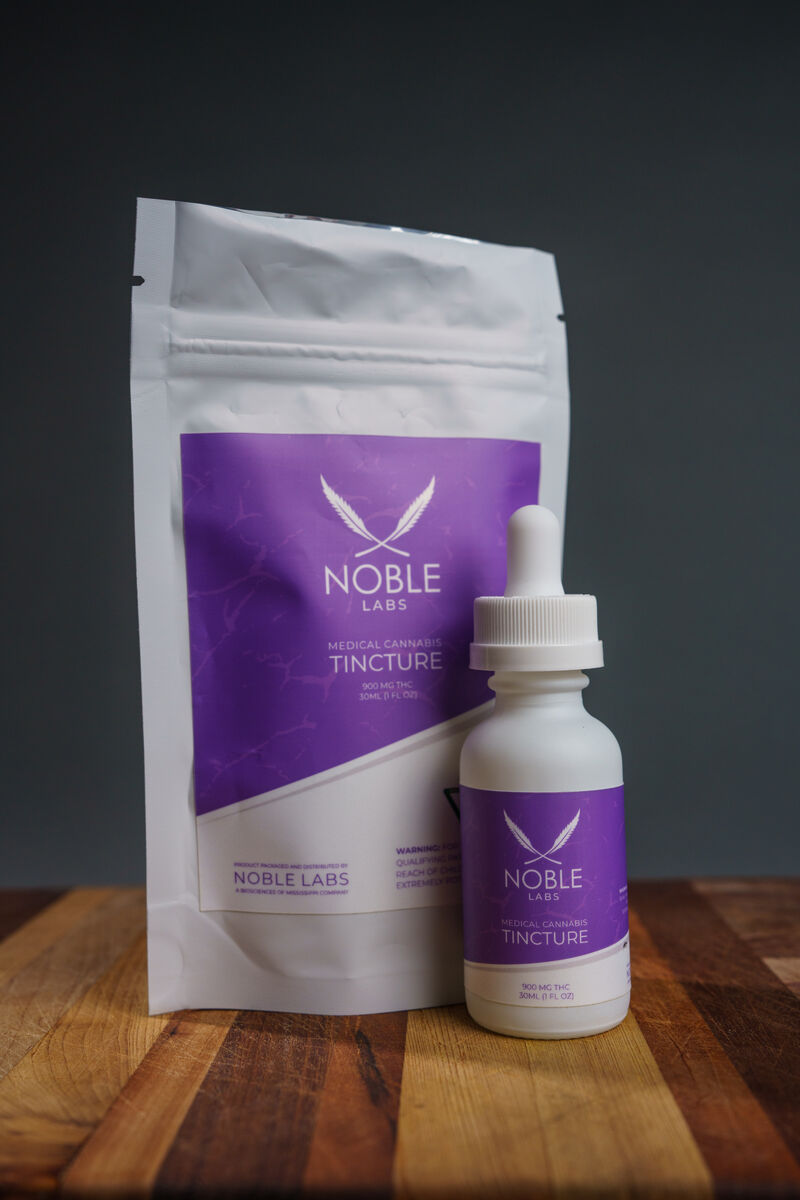 NOBLE
LABS
MEDICAL CANNABIS
TINCTURE
900 MG THC
30ML (1 FL OZ)
PRODUCT PACKAGED AND DISTRIBUTED BY
NOBLE LABS
A BIOSCIENCES OF MISSISSIPPI COMPANY
WARNING: FOR
QUALIFYING
REACH OF
EXTREMELY
NOBLE
LABS
MEDICAL CANNABIS
TINCTURE
900 MG THC
30ML (1 FL OZ)